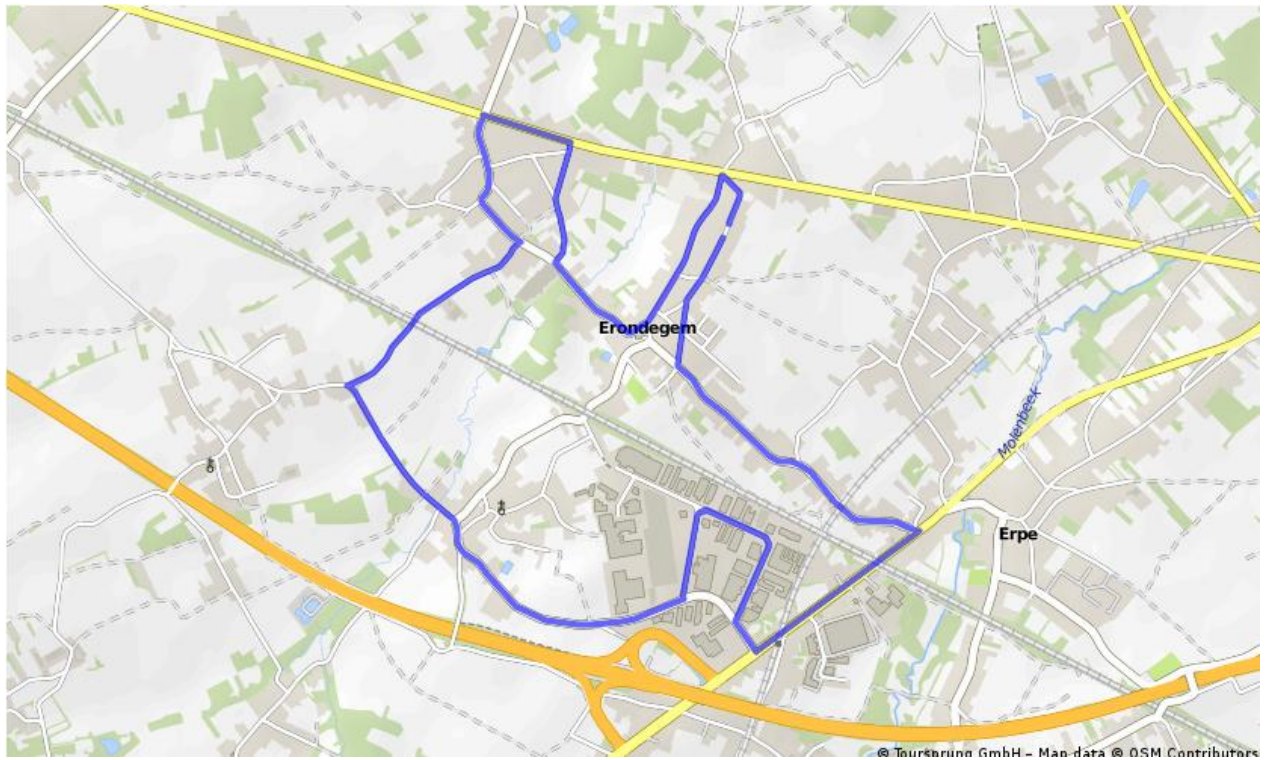 Erondegem
Molenbeek
Erpe
© Toursprung GmbH – Map data © OSM Contributors